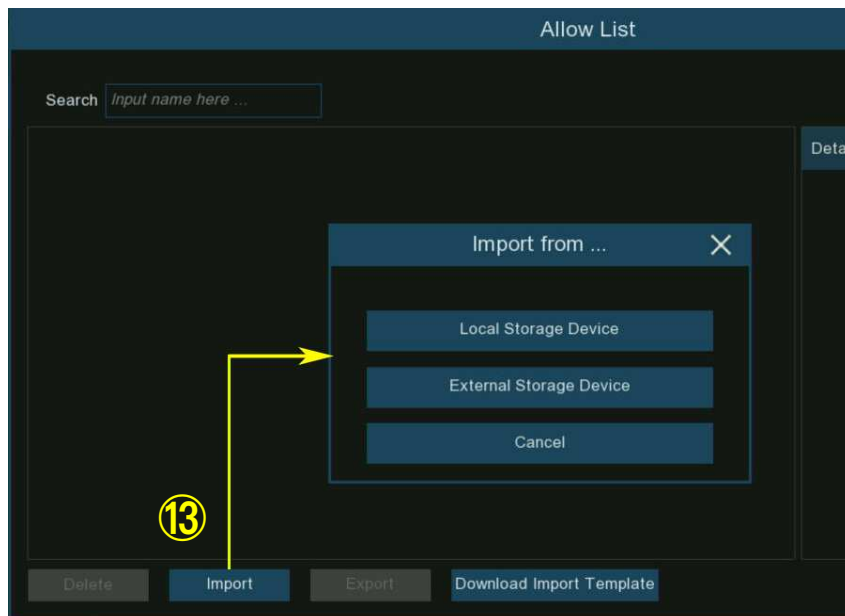 Allow List
Search Input name here ...
Deta
Import from ...
Local Storage Device
External Storage Device
Cancel
⑬
Delete Import Export Download Import Template